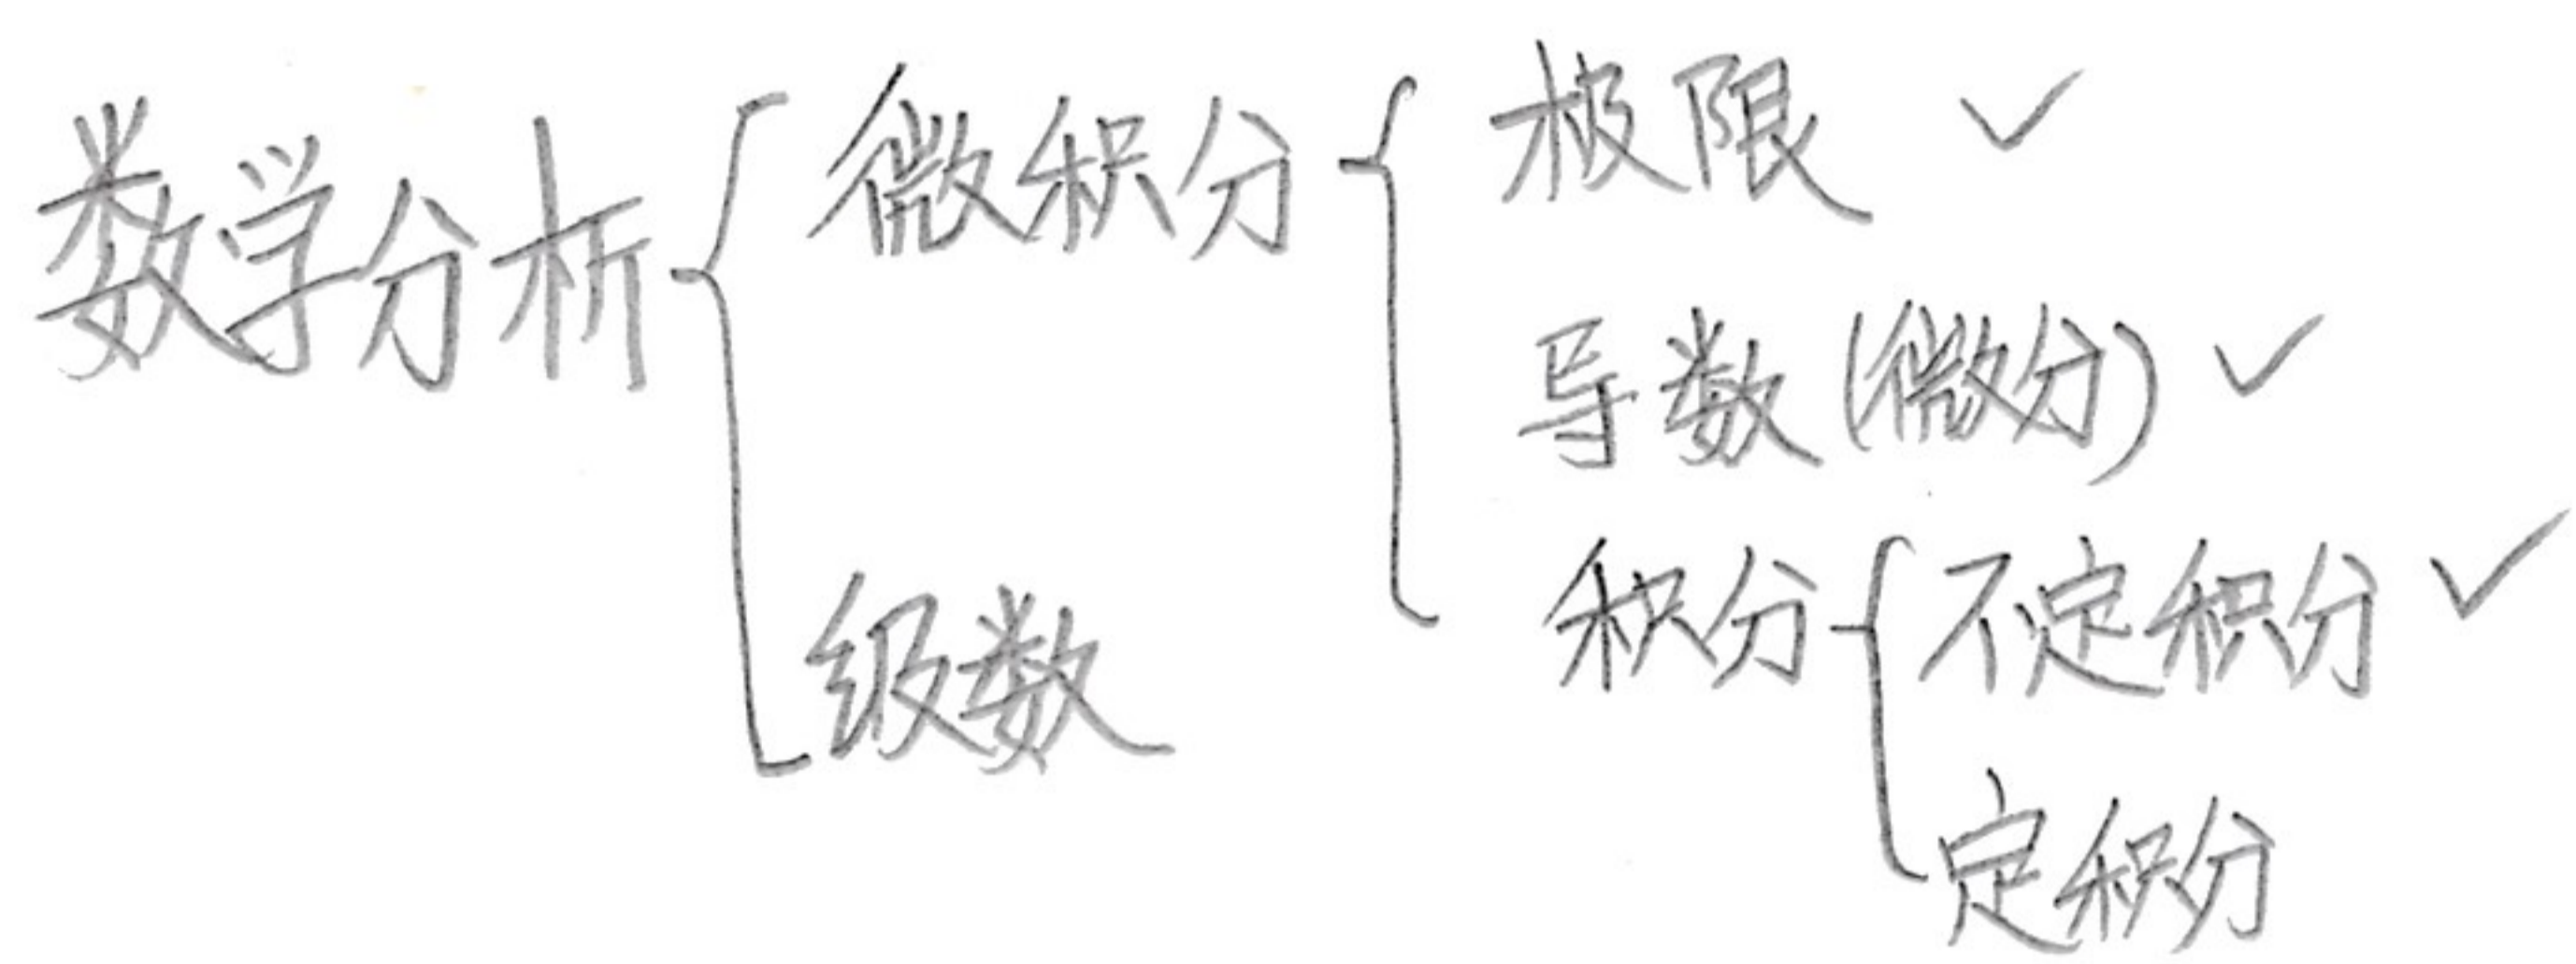 数学分析
微积分
极限 ✓
导数(微分) ✓
积分
不定积分 ✓
定积分
级数